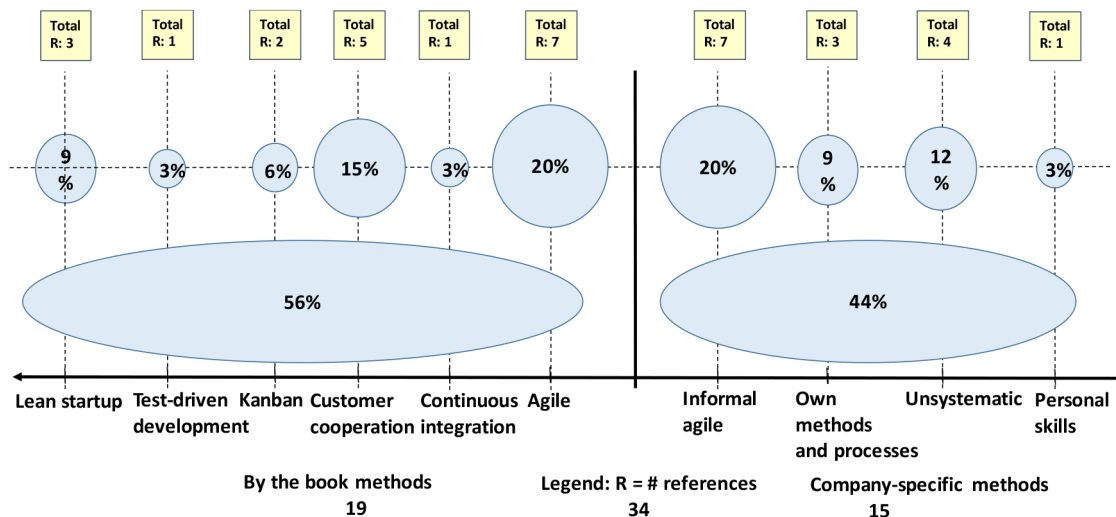 Total
R: 3
Total
R: 1
Total
R: 2
Total
R: 5
Total
R: 1
Total
R: 7
Total
R: 7
Total
R: 3
Total
R: 4
Total
R: 1
9
%
3%
6%
15%
3%
20%
20%
9
%
12
%
3%
56%
44%
Lean startup
Test-driven
development
Kanban
Customer
cooperation
Continuous
integration
Agile
Informal
agile
Own
methods
and processes
Unsystematic
Personal
skills
By the book methods
19
Legend: R = # references
34
Company-specific methods
15